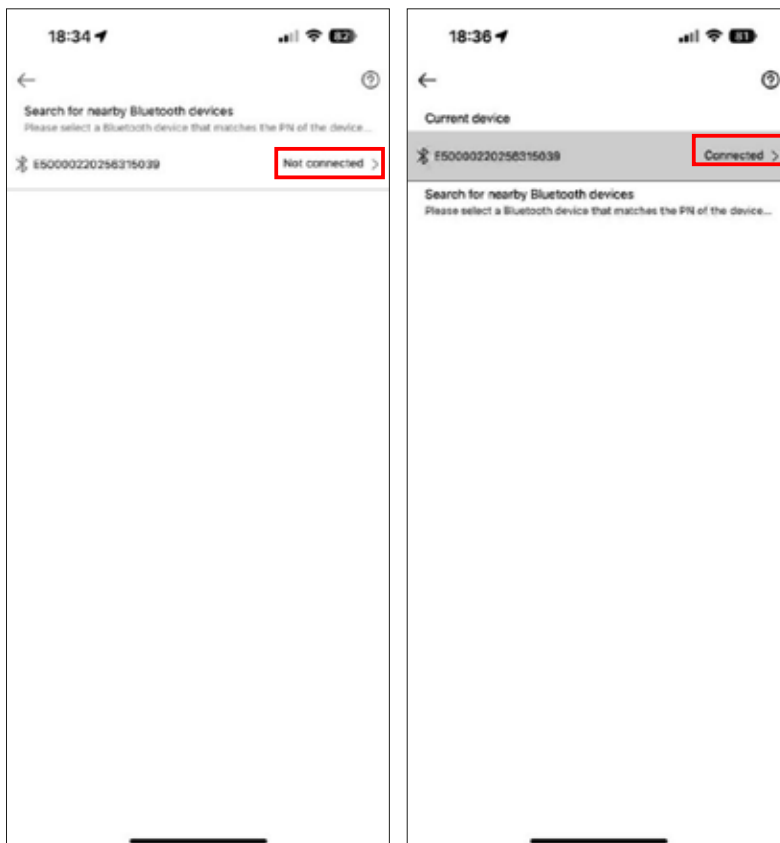 18:34
82
Search for nearby Bluetooth devices
Please select a Bluetooth device that matches the PN of the device...
E50000220256315039
Not connected >
18:36
81
Current device
E50000220256315039
Connected >
Search for nearby Bluetooth devices
Please select a Bluetooth device that matches the PN of the device...